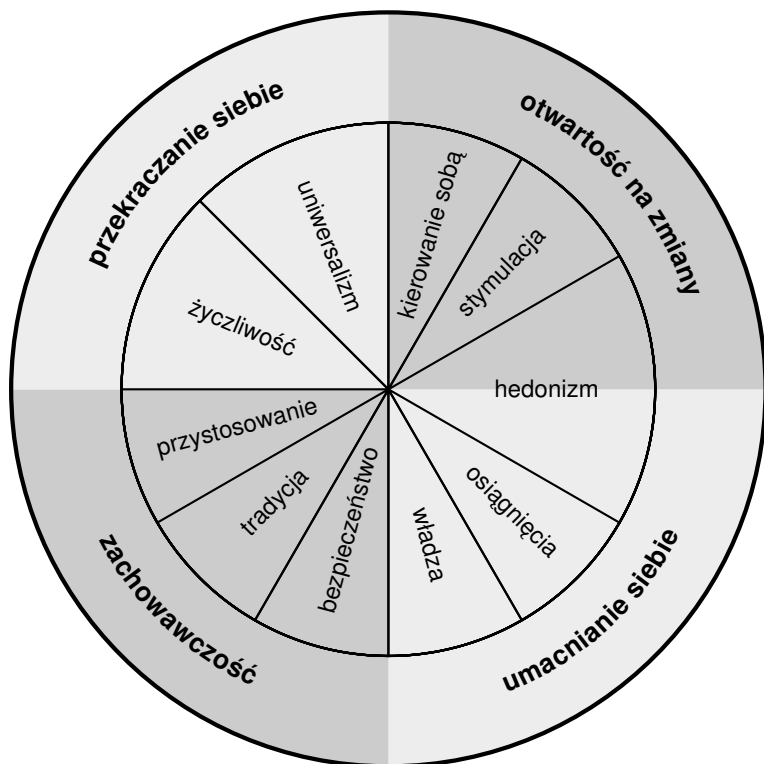 przekraczanie siebie
otwartość na zmiany
uniwersalizm
kierowanie sobą
stymulacja
życzliwość
hedonizm
przystosowanie
tradycja
bezpieczeństwo
władza
osiągnięcia
zachowawczość
umacnianie siebie